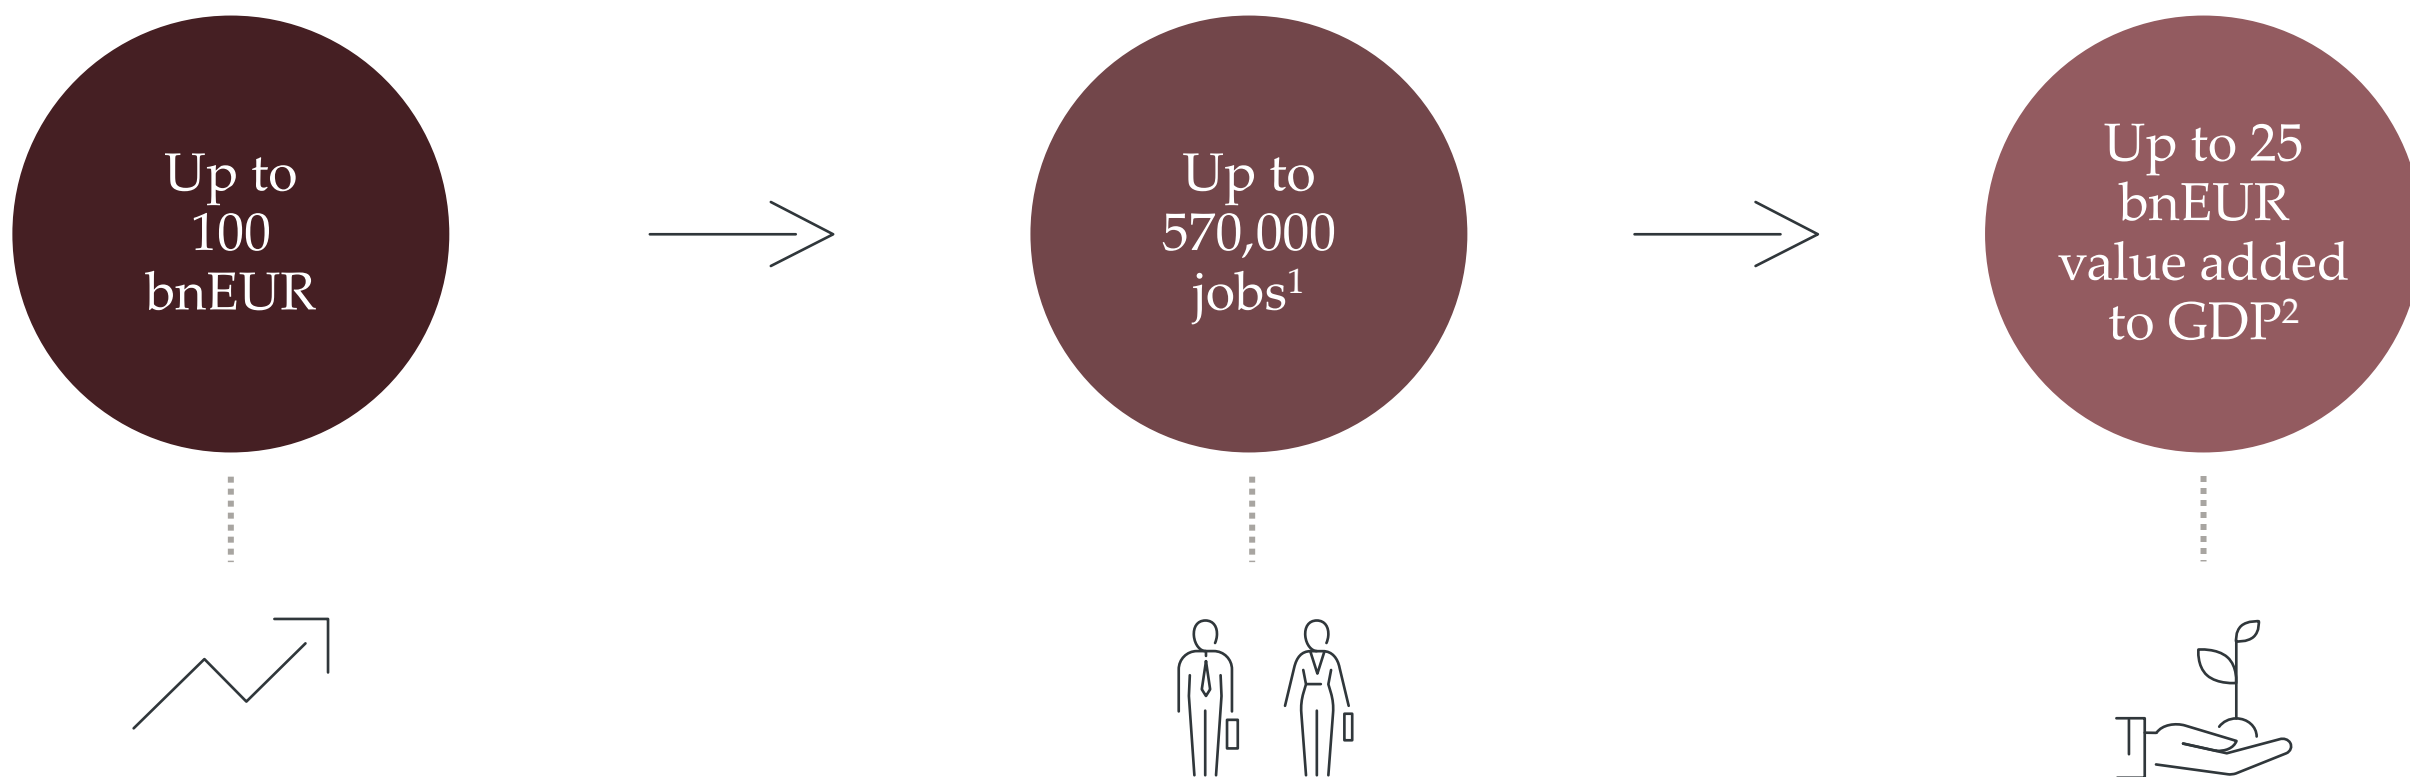 Up to
100
bnEUR
Up to
570,000
jobs¹
Up to 25
bnEUR
value added
to GDP²